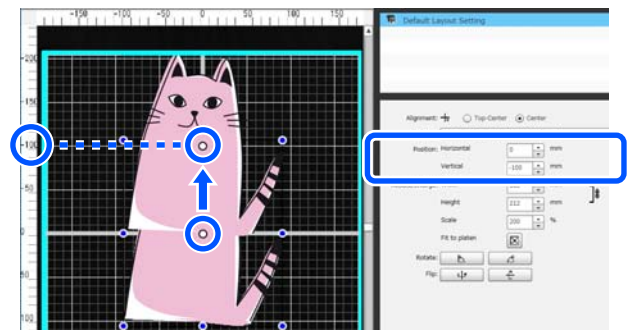 -150 -100 -50 0 50 100 150
Default Layout Setting
-200
-150
-100
-50
0
50
100
Alignment: Top-Center Center
Position: Horizontal 0 mm
Vertical -100 mm
Height 212 mm
Scale 200 %
Fit to platen
Rotate:
Flip: